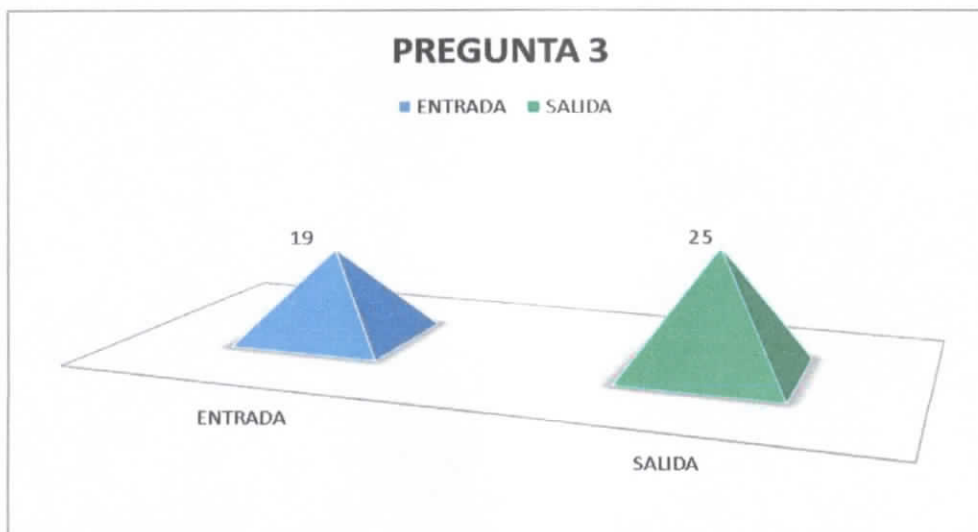 PREGUNTA 3
ENTRADA SALIDA
19
25
ENTRADA
SALIDA